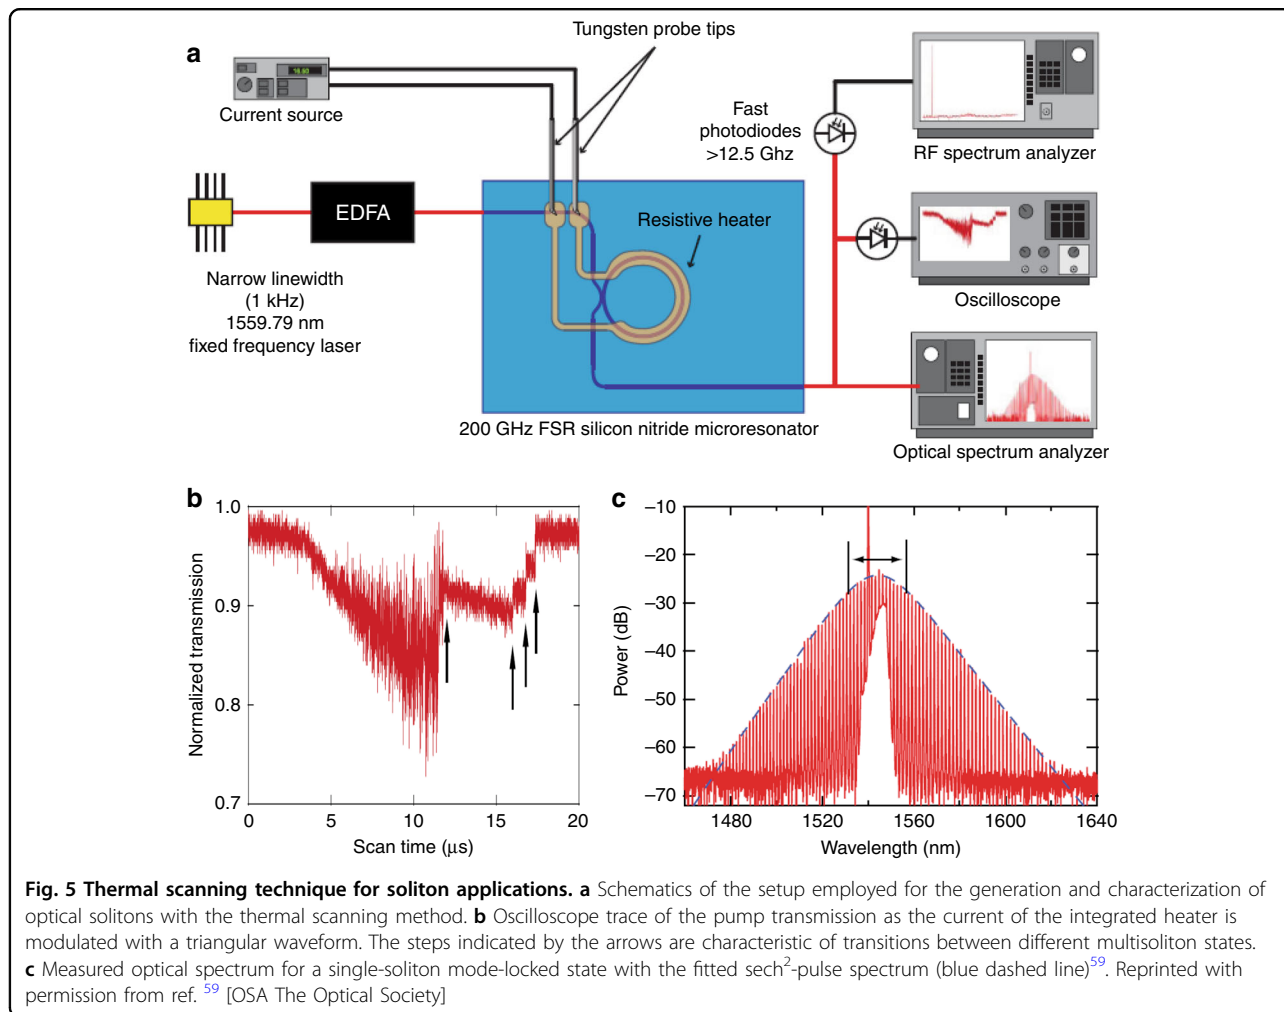 a
Tungsten probe tips
16.60
Current source
Fast
photodiodes
>12.5 Ghz
RF spectrum analyzer
EDFA
Resistive heater
Narrow linewidth
(1 kHz)
1559.79 nm
fixed frequency laser
Oscilloscope
200 GHz FSR silicon nitride microresonator
Optical spectrum analyzer
b
1.0
0.9
0.8
0.7
Normalized transmission
0 5 10 15 20
Scan time (μs)
c
−10
−20
−30
−40
−50
−60
−70
Power (dB)
1480 1520 1560 1600 1640
Wavelength (nm)
Fig. 5 Thermal scanning technique for soliton applications. a Schematics of the setup employed for the generation and characterization of
optical solitons with the thermal scanning method. b Oscilloscope trace of the pump transmission as the current of the integrated heater is
modulated with a triangular waveform. The steps indicated by the arrows are characteristic of transitions between different multisoliton states.
c Measured optical spectrum for a single-soliton mode-locked state with the fitted sech²-pulse spectrum (blue dashed line)⁵⁹. Reprinted with
permission from ref. ⁵⁹ [OSA The Optical Society]